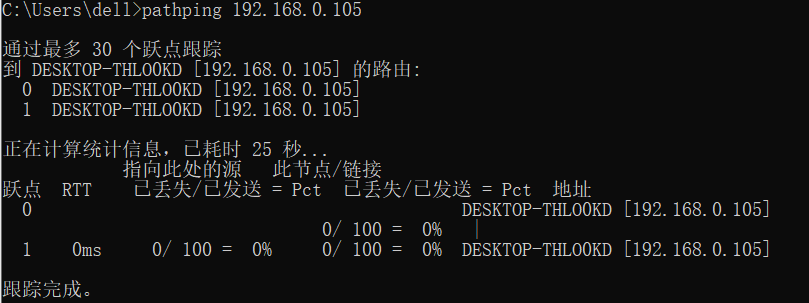 C:\Users\dell>pathping 192.168.0.105
通过最多 30 个跃点跟踪
到 DESKTOP-THLOOKD [192.168.0.105] 的路由:
0 DESKTOP-THLOOKD [192.168.0.105]
1 DESKTOP-THLOOKD [192.168.0.105]
正在计算统计信息，已耗时 25 秒...
指向此处的源 此节点/链接
跃点 RTT 已丢失/已发送 = Pct 已丢失/已发送 = Pct 地址
0 DESKTOP-THLOOKD [192.168.0.105]
0/ 100 = 0% |
1 0ms 0/ 100 = 0% 0/ 100 = 0% DESKTOP-THLOOKD [192.168.0.105]
跟踪完成。